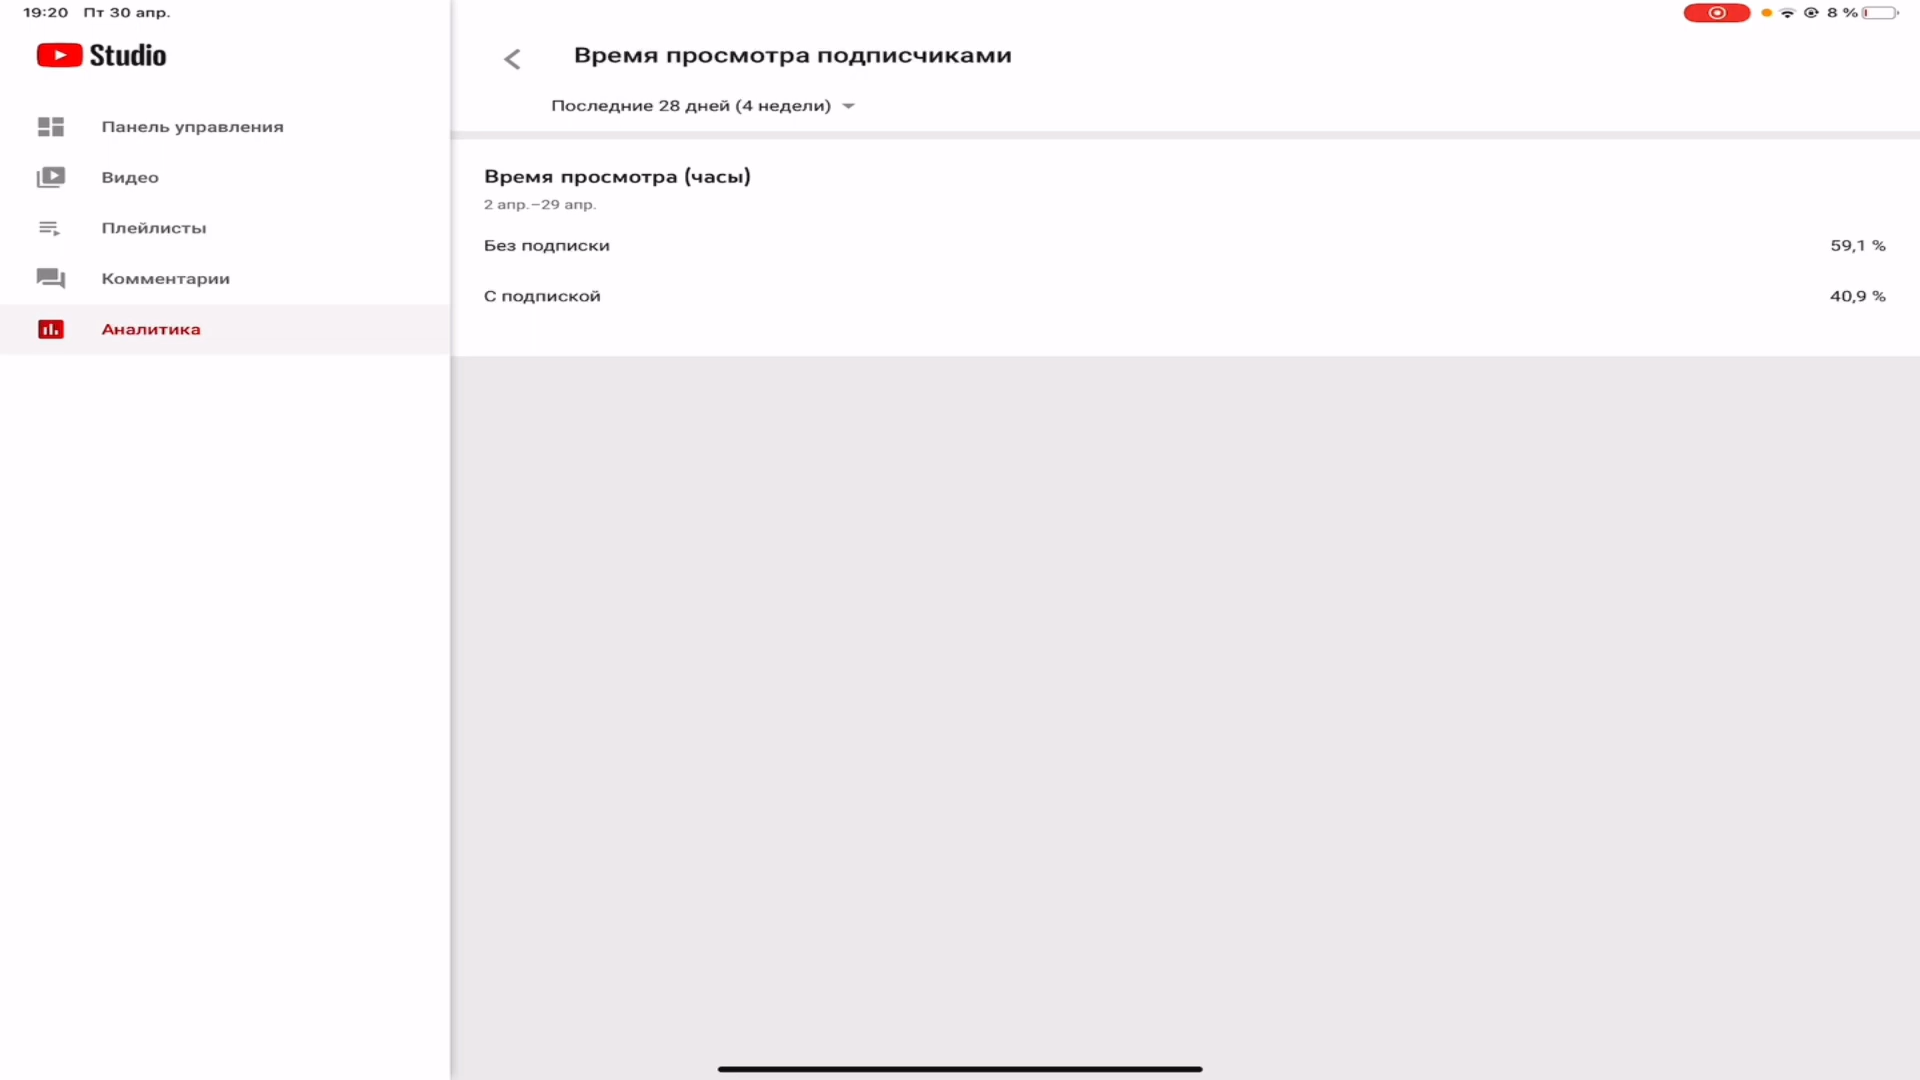 19:20 Пт 30 апр.
8 %
Studio
Панель управления
Видео
Плейлисты
Комментарии
Аналитика
Время просмотра подписчиками
Последние 28 дней (4 недели)
Время просмотра (часы)
2 апр.–29 апр.
Без подписки 59,1 %
С подпиской 40,9 %